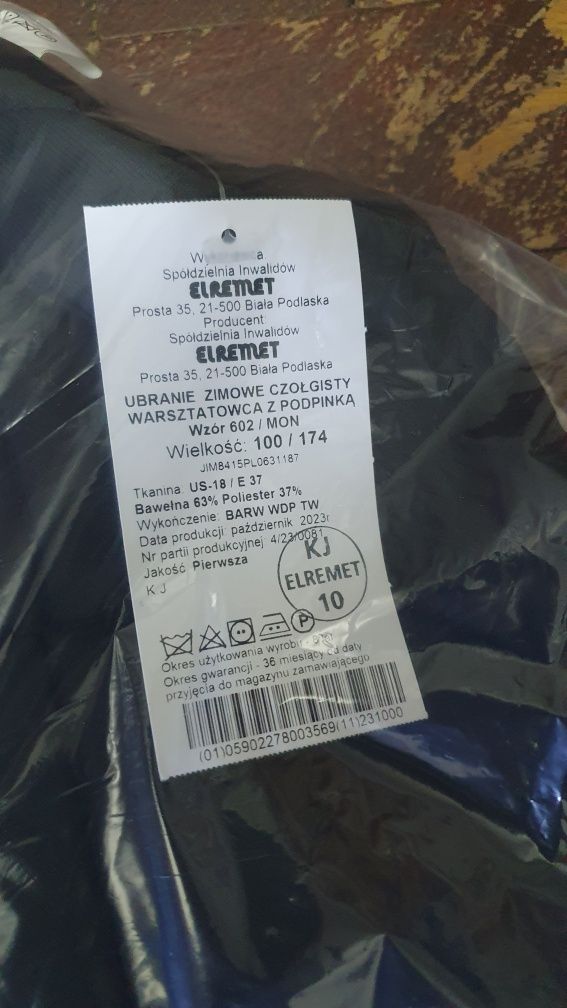 Spółdzielnia Inwalidów
ELREMET
Prosta 35, 21-500 Biała Podlaska
Producent:
Spółdzielnia Inwalidów
ELREMET
Prosta 35, 21-500 Biała Podlaska
UBRANIE ZIMOWE CZOŁGISTY
WARSZTATOWCA Z PODPINKĄ
Wzór 602 / MON
Wielkość: 100 / 174
JIM8415PL0631187
Tkanina: US-18 / E 37
Bawełna 63% Poliester 37%
Wykończenie: BARW WDP TW
Data produkcji: październik 2023r
Nr partii produkcyjnej 4/23/0081
Jakość Pierwsza
K J
KJ
ELREMET
10
P
Okres użytkowania wyrobu -
Okres gwarancji - 36 miesięcy od daty
przyjęcia do magazynu zamawiającego
(01)05902278003569(11)231000